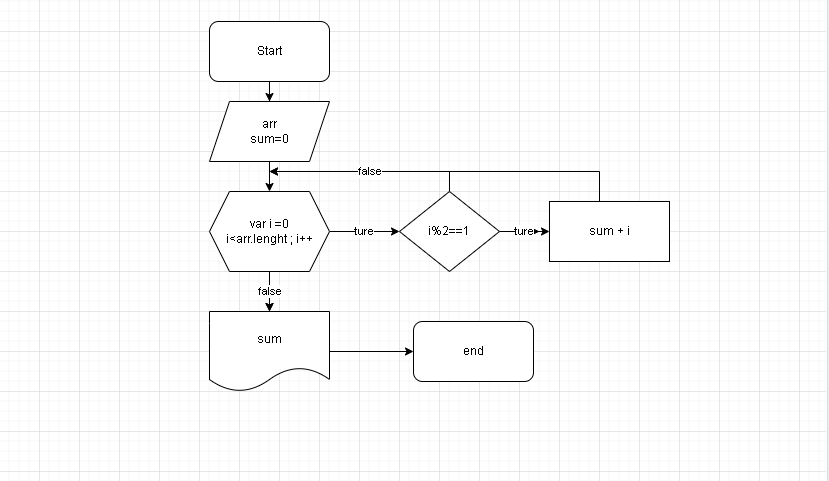 Start
arr
sum=0
false
var i =0
i<arr.lenght ; i++
ture
i%2==1
ture
sum + i
false
sum
end